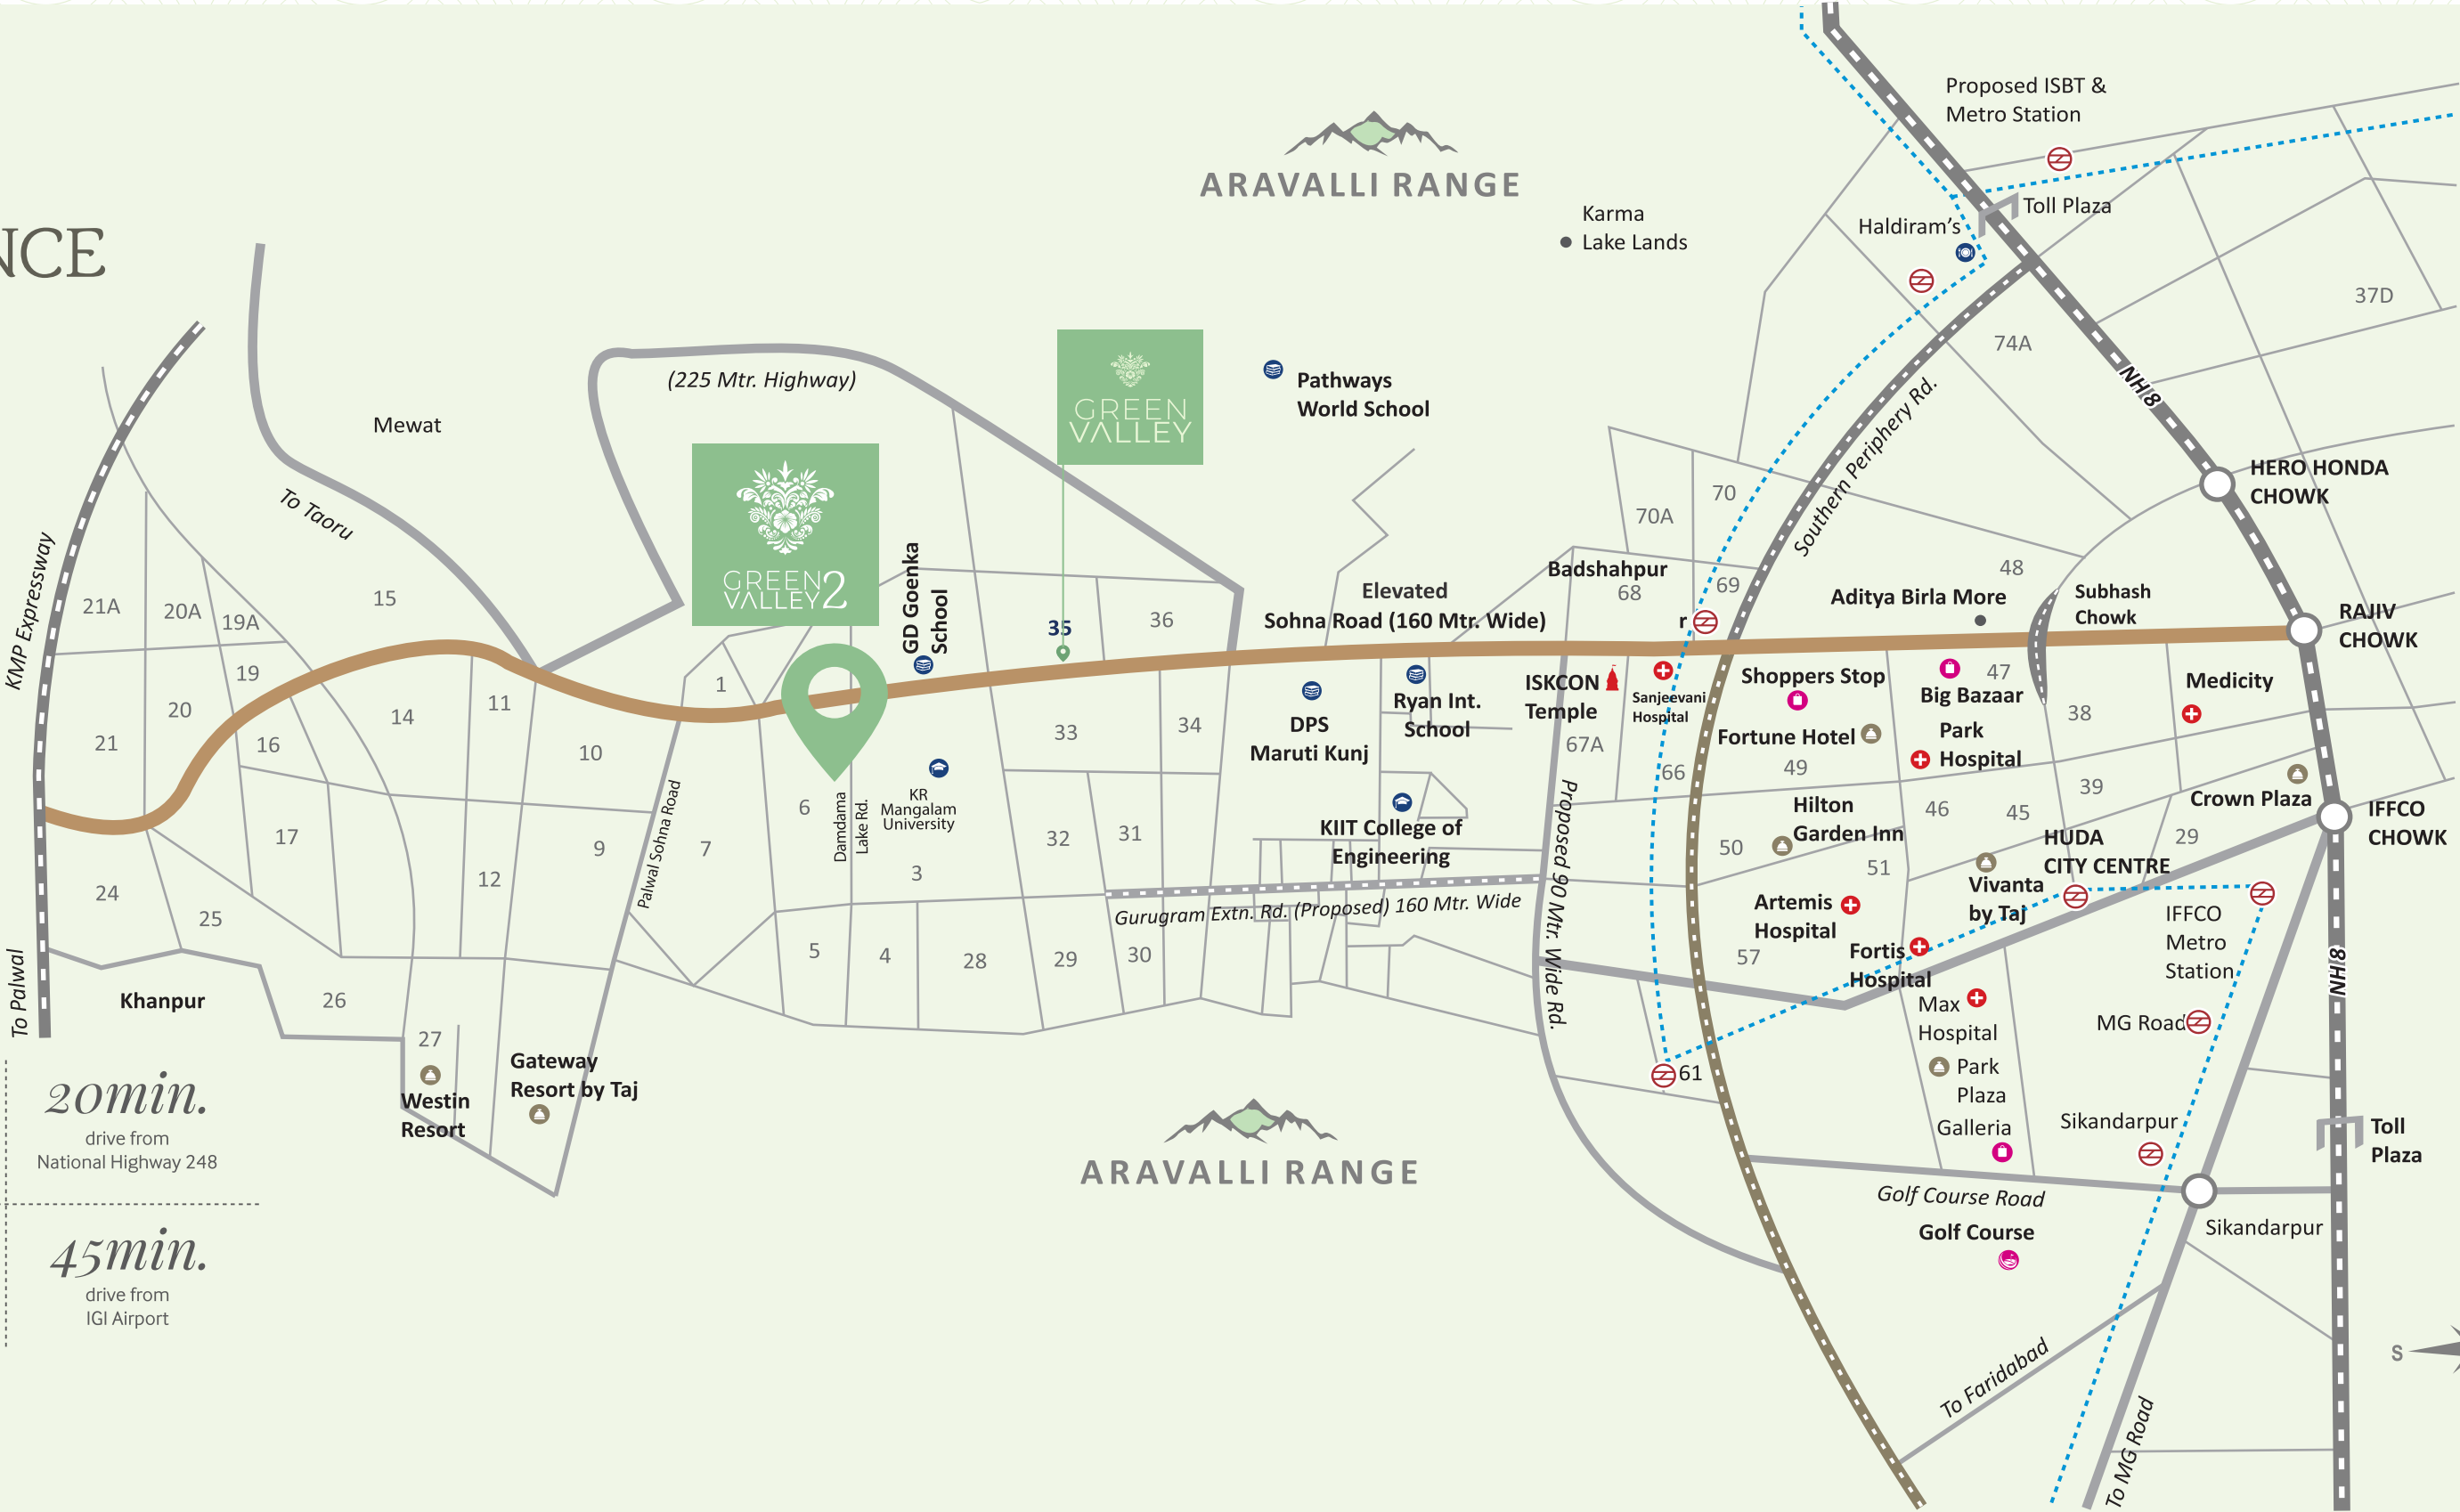 NCE
ARAVALLI RANGE
Karma
Lake Lands
Proposed ISBT &
Metro Station
Toll Plaza
Haldiram's
37D
74A
NH 8
Southern Periphery Rd.
HERO HONDA
CHOWK
Mewat
To Taoru
KMP Expressway
(225 Mtr. Highway)
GREEN
VALLEY
GREEN
VALLEY 2
Pathways
World School
GD Goenka
School
35
36
Elevated
Sohna Road (160 Mtr. Wide)
70
70A
Badshahpur
68
69
r
48
Aditya Birla More
Subhash
Chowk
RAJIV
CHOWK
21A
20A
19A
15
19
20
21
16
14
11
10
1
17
9
12
24
25
26
27
Palwal Sohna Road
7
6
Damdama
Lake Rd.
KR
Mangalam
University
3
5
4
28
29
30
31
32
33
34
DPS
Maruti Kunj
Ryan Int.
School
KIIT College of
Engineering
Gurugram Extn. Rd. (Proposed) 160 Mtr. Wide
Proposed 90 Mtr. Wide Rd.
ISKCON
Temple
Sanjeevani
Hospital
67A
66
Shoppers Stop
Big Bazaar
47
Fortune Hotel
Park
Hospital
49
38
Medicity
39
Crown Plaza
IFFCO
CHOWK
Hilton
Garden Inn
46
45
HUDA
CITY CENTRE
29
50
51
Vivanta
by Taj
Artemis
Hospital
Fortis
Hospital
57
IFFCO
Metro
Station
NH 8
Max
Hospital
MG Road
61
Park
Plaza
Galleria
Sikandarpur
Toll
Plaza
Golf Course Road
Golf Course
Sikandarpur
To Faridabad
To MG Road
S
To Palwal
Khanpur
Westin
Resort
Gateway
Resort by Taj
ARAVALLI RANGE
20min.
drive from
National Highway 248
45min.
drive from
IGI Airport